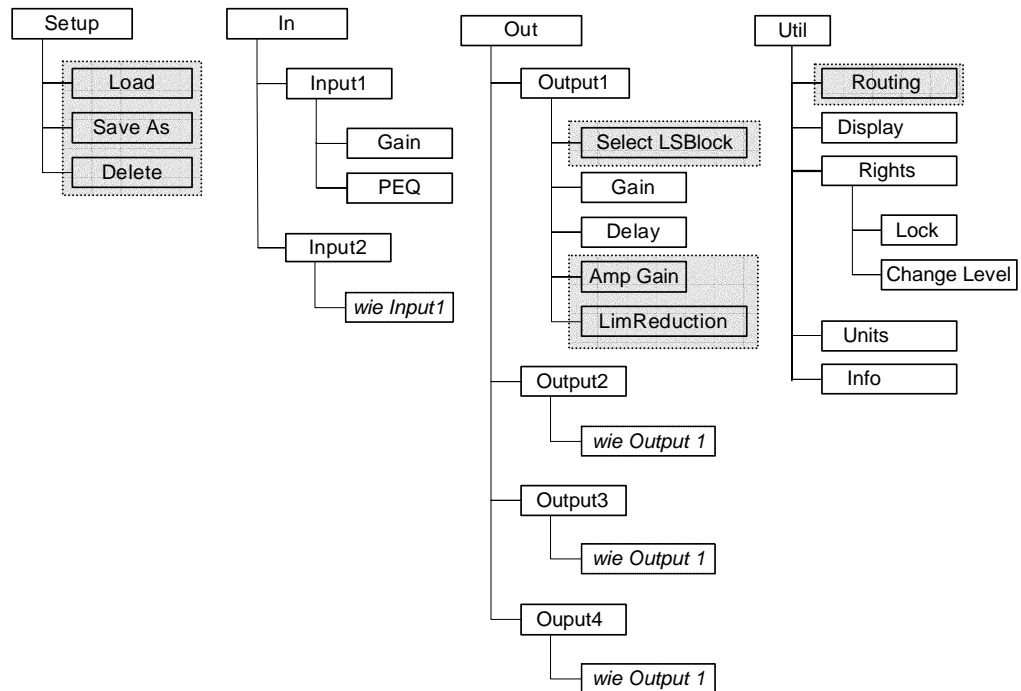 Setup
Load
Save As
Delete
In
Input1
Gain
PEQ
Input2
wie Input1
Out
Output1
Select LSBlock
Gain
Delay
Amp Gain
LimReduction
Output2
wie Output 1
Output3
wie Output 1
Ouput4
wie Output 1
Util
Routing
Display
Rights
Lock
Change Level
Units
Info